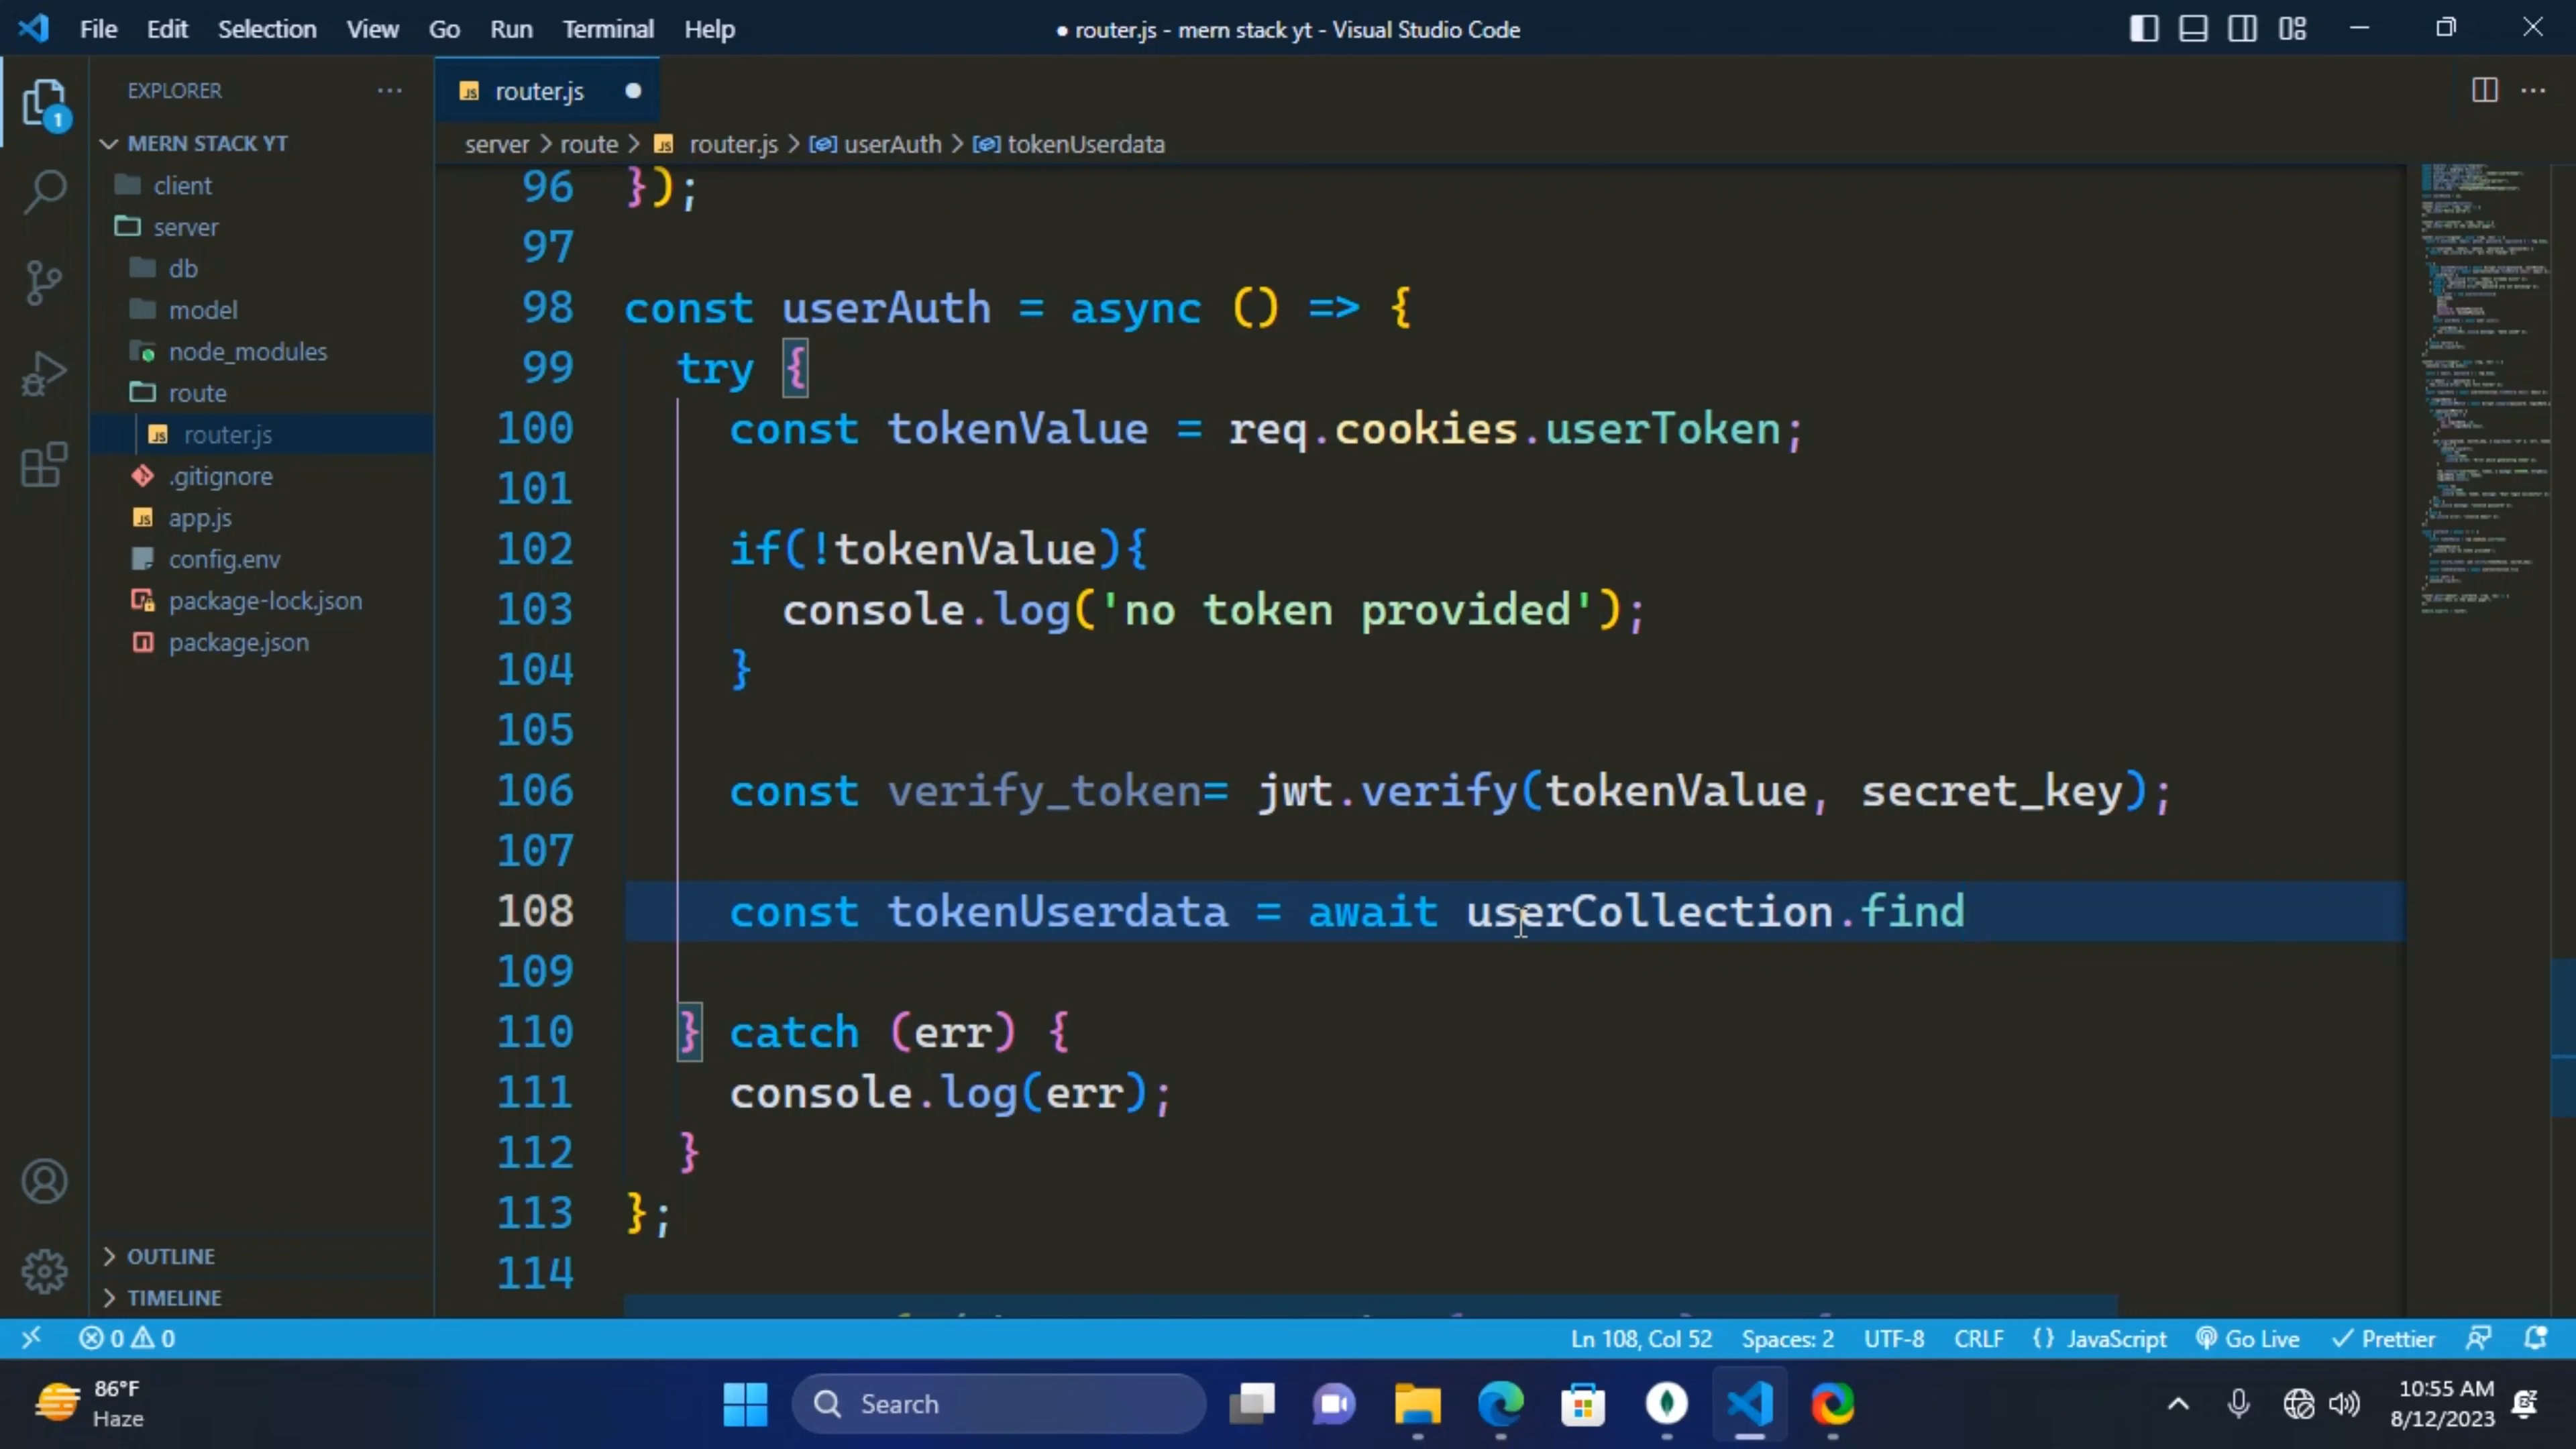 File Edit Selection View Go Run Terminal Help
● router.js - mern stack yt - Visual Studio Code
EXPLORER
router.js
MERN STACK YT
server > route > router.js > userAuth > tokenUserdata
client
server
db
model
node_modules
route
router.js
.gitignore
app.js
config.env
package-lock.json
package.json
OUTLINE
TIMELINE
1
96 });
97
98 const userAuth = async () => {
99 try {
100 const tokenValue = req.cookies.userToken;
101
102 if(!tokenValue){
103 console.log('no token provided');
104 }
105
106 const verify_token= jwt.verify(tokenValue, secret_key);
107
108 const tokenUserdata = await userCollection.find
109
110 } catch (err) {
111 console.log(err);
112 }
113 };
114
0 0 Ln 108, Col 52 Spaces: 2 UTF-8 CRLF {} JavaScript Go Live Prettier
86°F
Haze
Search
10:55 AM
8/12/2023